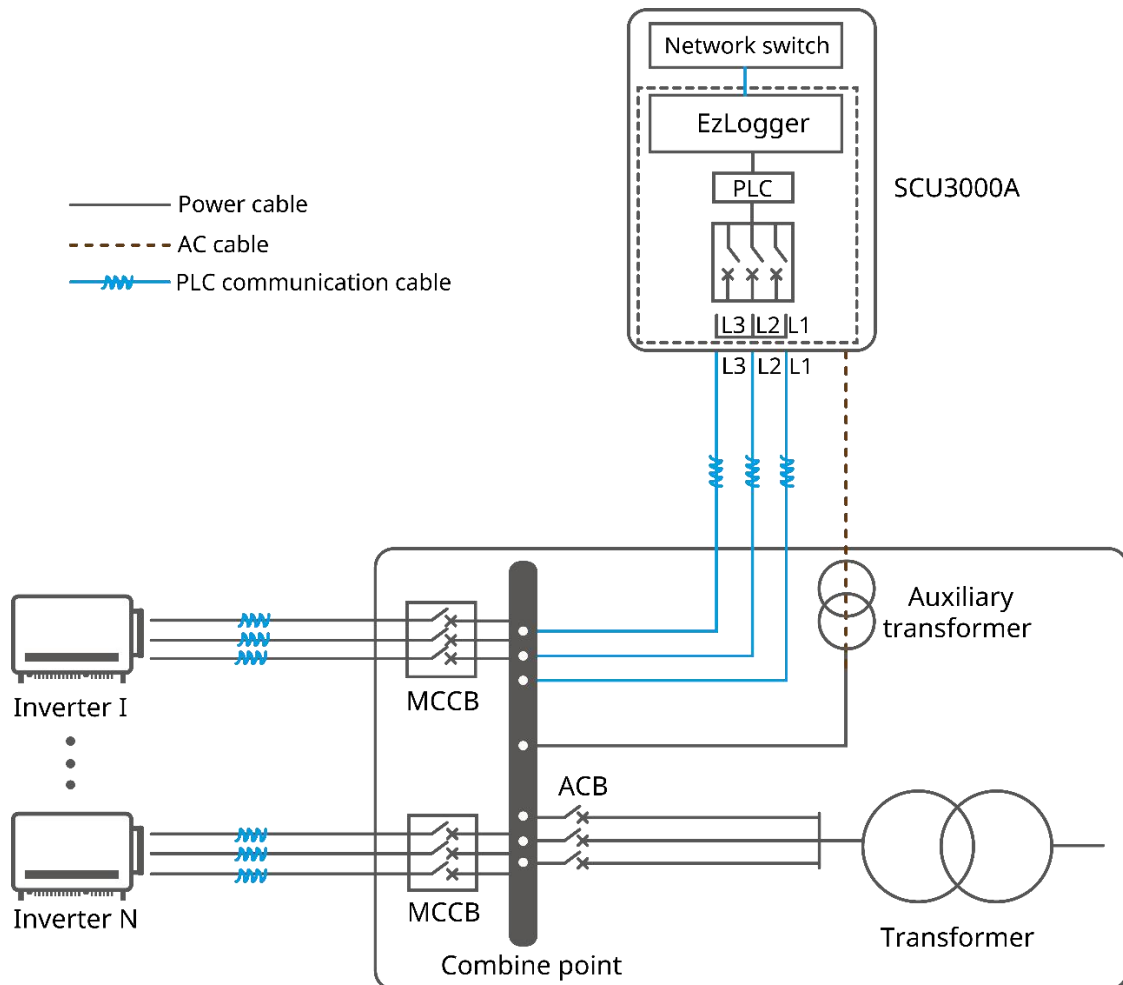 Network switch
EzLogger
PLC
SCU3000A
Power cable
AC cable
PLC communication cable
L3 L2 L1
L3 L2 L1
Auxiliary
transformer
MCCB
Inverter I
ACB
MCCB
Inverter N
Transformer
Combine point